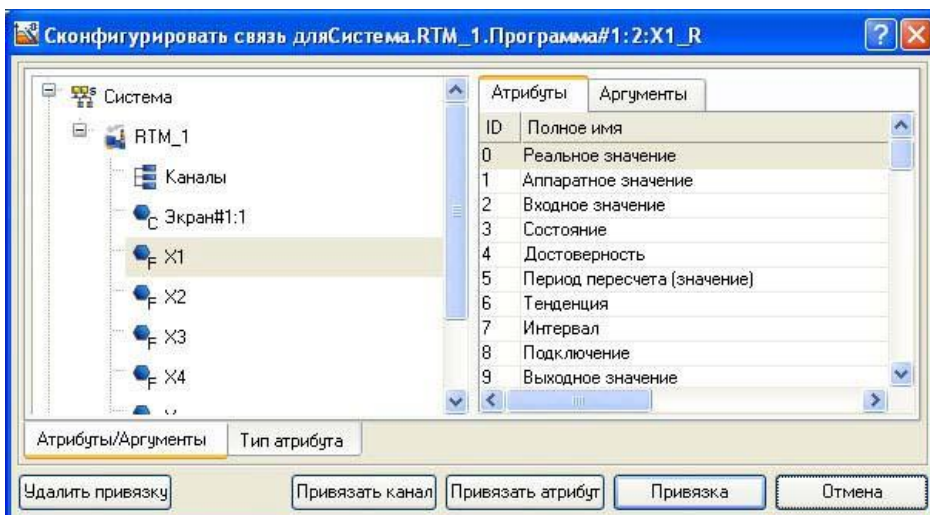 Сконфигурировать связь дляСистема.RTM_1.Программа#1:2:X1_R
Система
RTM_1
Каналы
C Экран#1:1
F X1
F X2
F X3
F X4
Атрибуты Аргументы
ID Полное имя
0 Реальное значение
1 Аппаратное значение
2 Входное значение
3 Состояние
4 Достоверность
5 Период пересчета (значение)
6 Тенденция
7 Интервал
8 Подключение
9 Выходное значение
Атрибуты/Аргументы Тип атрибута
Удалить привязку Привязать канал Привязать атрибут Привязка Отмена